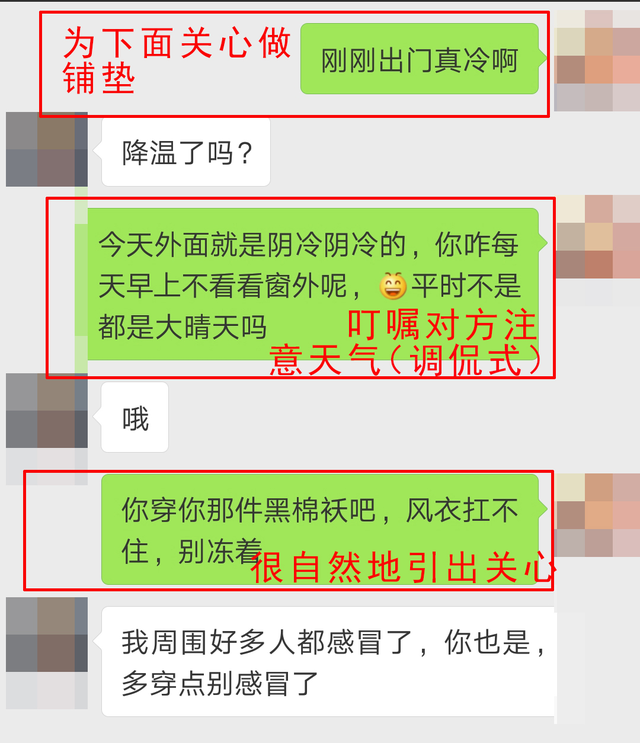 为下面关心做
铺垫
刚刚出门真冷啊
降温了吗?
今天外面就是阴冷阴冷的，你咋每
天早上不看看窗外呢，😄平时不是
都是大晴天吗
叮嘱对方注
意天气(调侃式)
哦
你穿你那件黑棉袄吧，风衣扛不
住，别冻着
很自然地引出关心
我周围好多人都感冒了，你也是，
多穿点别感冒了